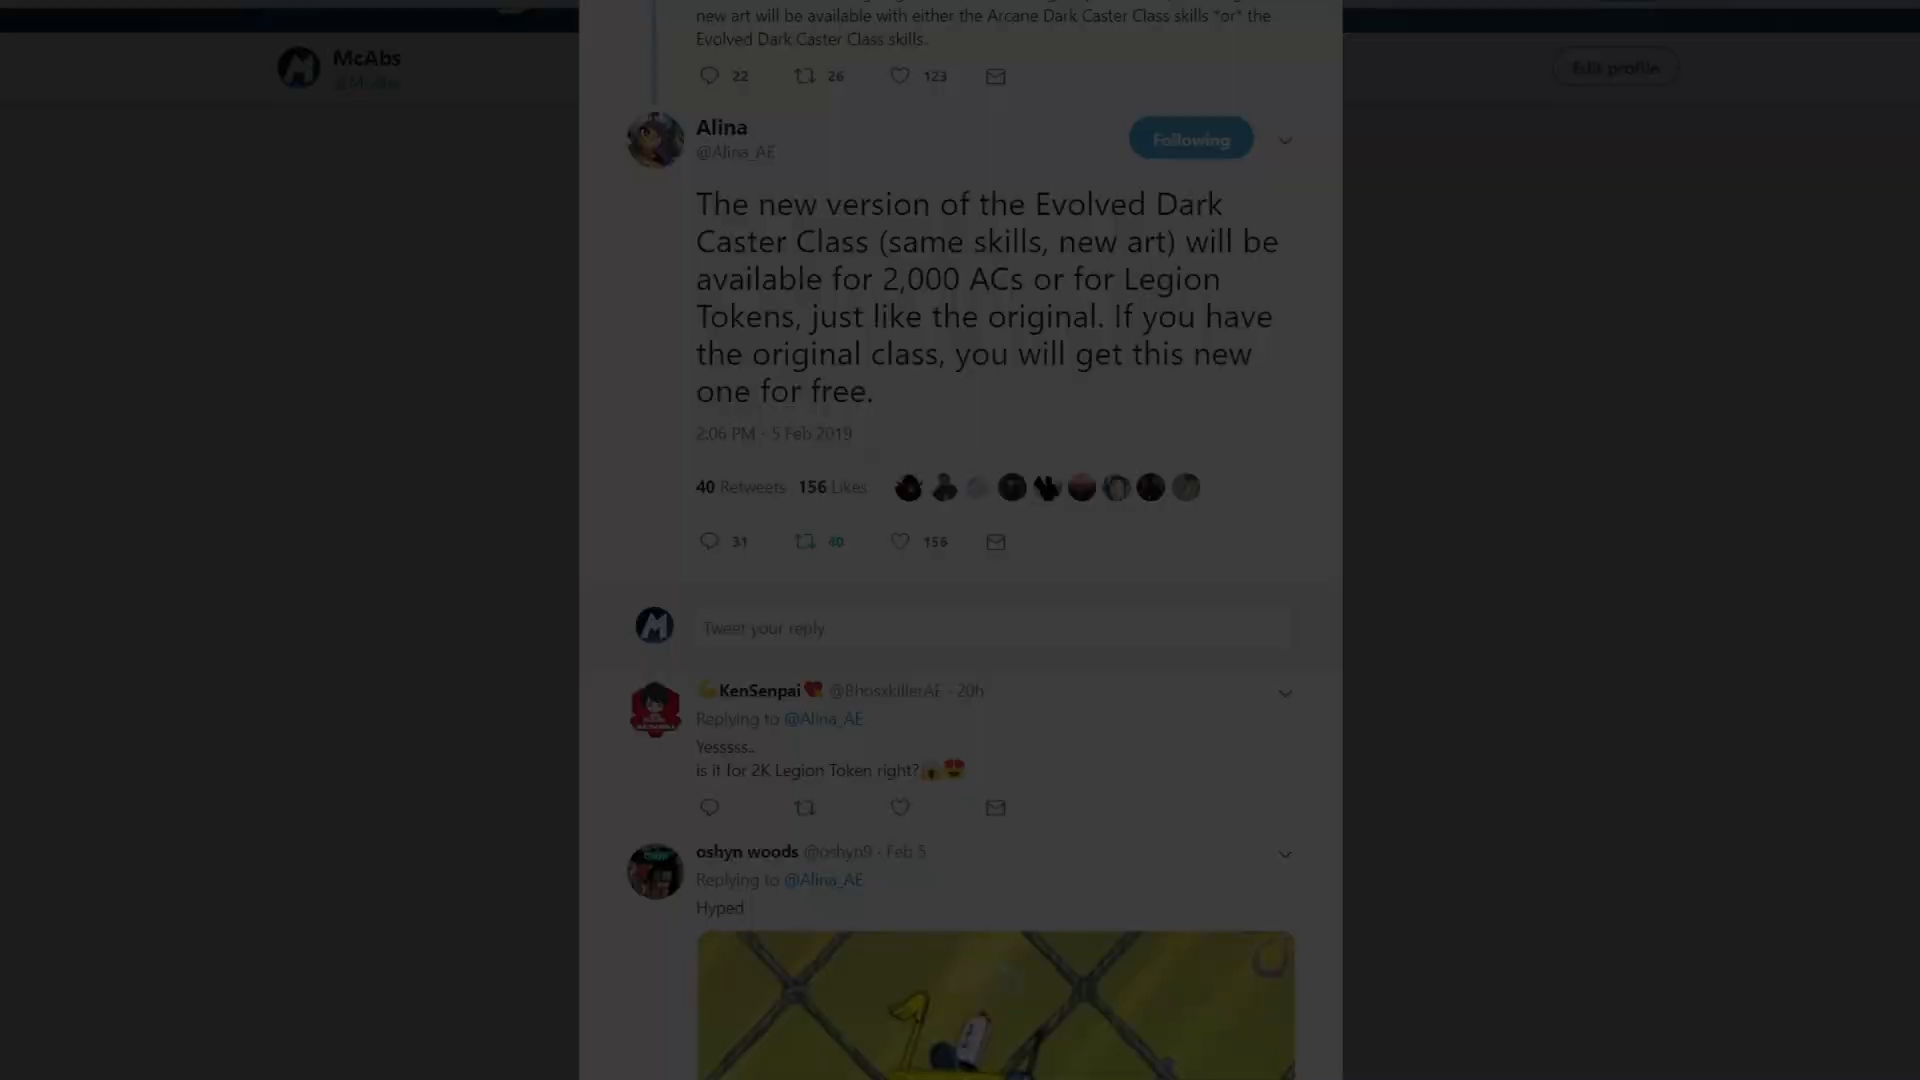 new art will be available with either the Arcane Dark Caster Class skills *or* the
Evolved Dark Caster Class skills.
22 26 123
McAbs
Edit profile
Alina
@Alina_AE
Following
The new version of the Evolved Dark
Caster Class (same skills, new art) will be
available for 2,000 ACs or for Legion
Tokens, just like the original. If you have
the original class, you will get this new
one for free.
2:06 PM - 5 Feb 2019
40 Retweets 156 Likes
31 40 156
Tweet your reply
KenSenpai @BhosxkillerAE · 20h
Replying to @Alina_AE
Yesssss..
is it for 2K Legion Token right?
oshyn woods @oshyn9 · Feb 5
Replying to @Alina_AE
Hyped